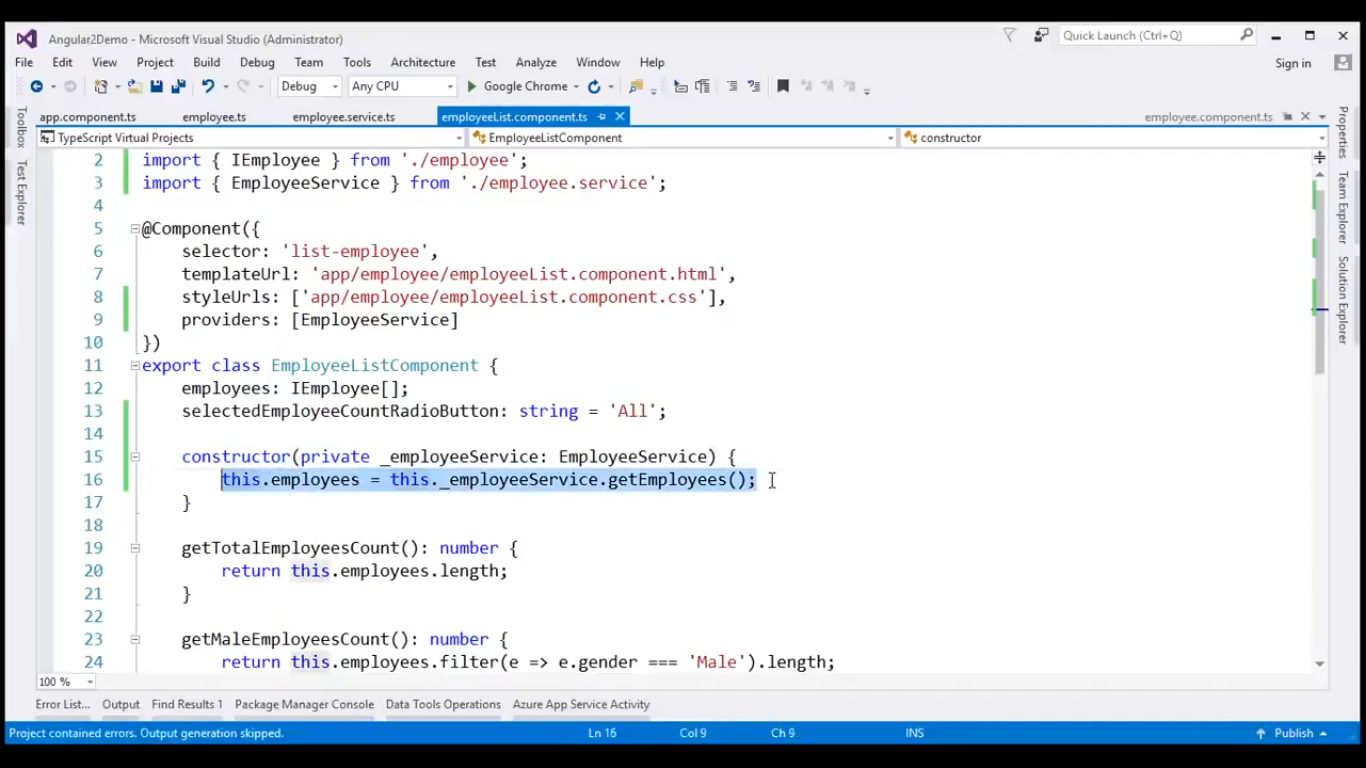 Angular2Demo - Microsoft Visual Studio (Administrator)
Quick Launch (Ctrl+Q)
File Edit View Project Build Debug Team Tools Architecture Test Analyze Window Help
Sign in
Debug Any CPU Google Chrome
app.component.ts employee.ts employee.service.ts employeeList.component.ts employee.component.ts
TypeScript Virtual Projects EmployeeListComponent constructor
Toolbox
Test Explorer
Properties
Team Explorer
Solution Explorer
2 import { IEmployee } from './employee';
3 import { EmployeeService } from './employee.service';
4
5 @Component({
6 selector: 'list-employee',
7 templateUrl: 'app/employee/employeeList.component.html',
8 styleUrls: ['app/employee/employeeList.component.css'],
9 providers: [EmployeeService]
10 })
11 export class EmployeeListComponent {
12 employees: IEmployee[];
13 selectedEmployeeCountRadioButton: string = 'All';
14
15 constructor(private _employeeService: EmployeeService) {
16 this.employees = this._employeeService.getEmployees();
17 }
18
19 getTotalEmployeesCount(): number {
20 return this.employees.length;
21 }
22
23 getMaleEmployeesCount(): number {
24 return this.employees.filter(e => e.gender === 'Male').length;
100 %
Error List... Output Find Results 1 Package Manager Console Data Tools Operations Azure App Service Activity
Project contained errors. Output generation skipped. Ln 16 Col 9 Ch 9 INS Publish